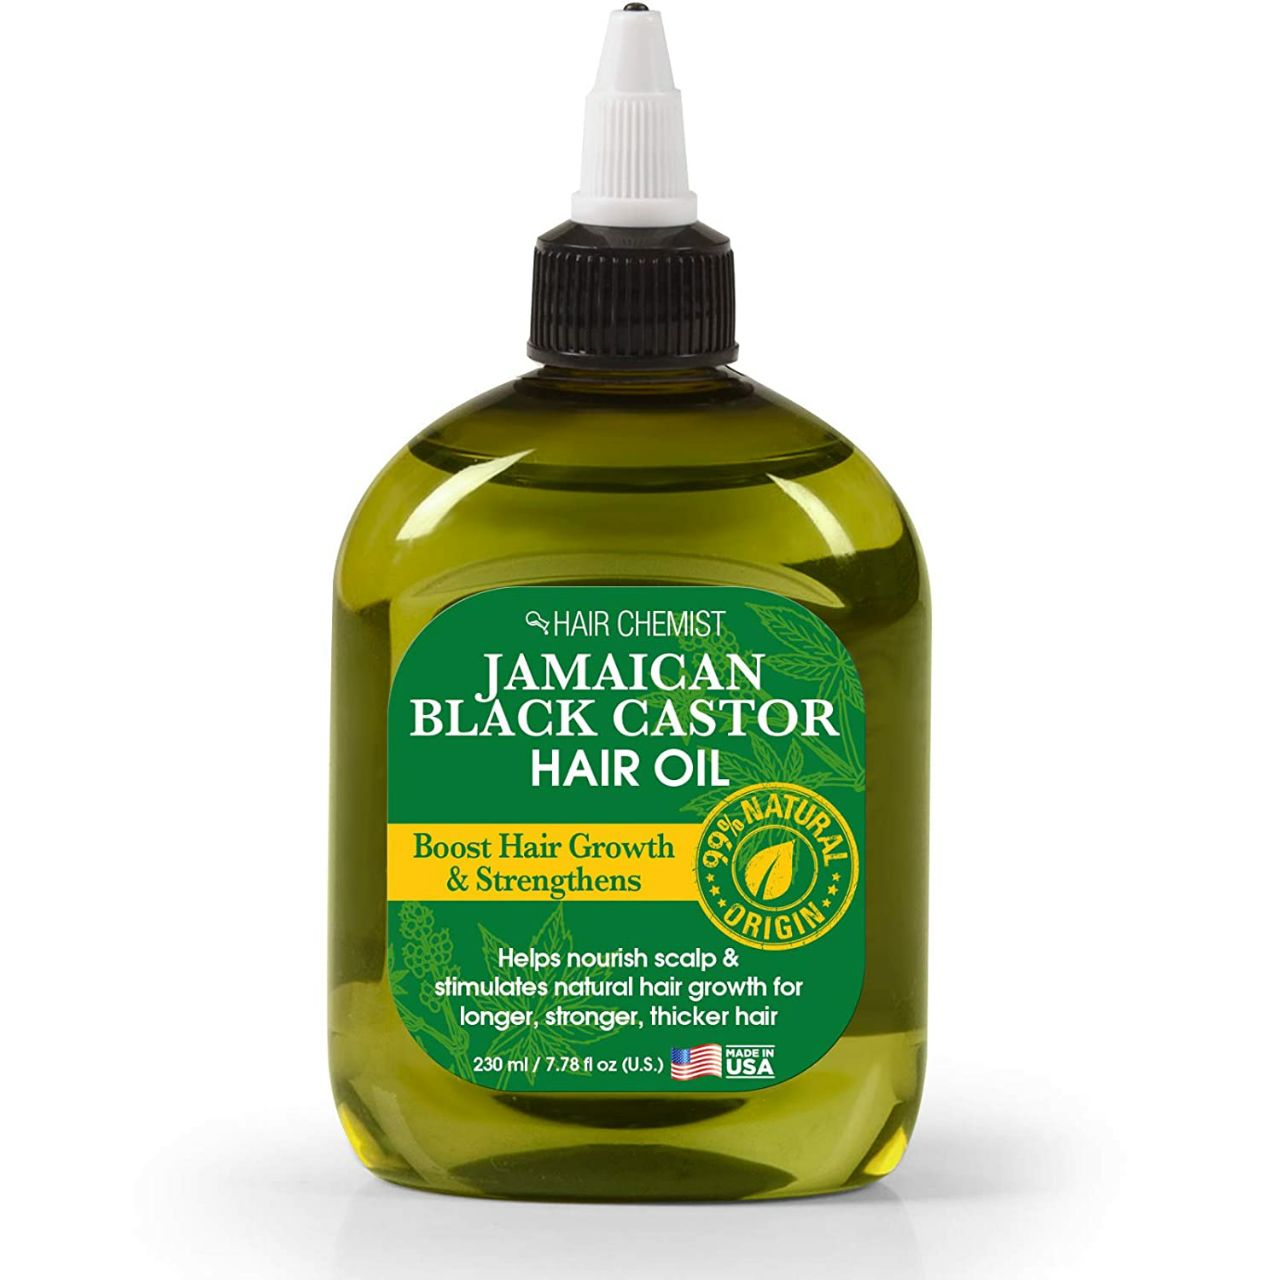 HAIR CHEMIST
JAMAICAN
BLACK CASTOR
HAIR OIL
Boost Hair Growth
& Strengthens
99% NATURAL
ORIGIN
Helps nourish scalp &
stimulates natural hair growth for
longer, stronger, thicker hair
230 ml / 7.78 fl oz (U.S.)
MADE IN
USA